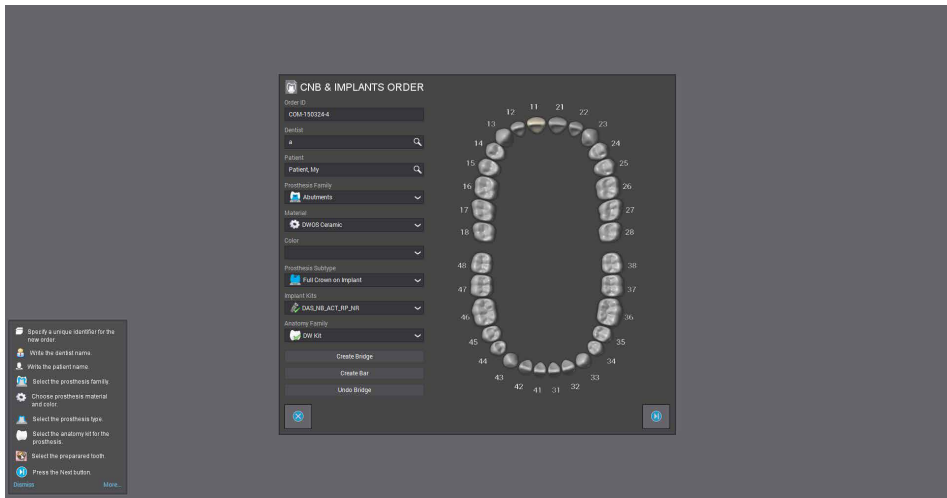 CNB & IMPLANTS ORDER
Order ID
COM-150324-4
Dentist
a
Patient
Patient, My
Prosthesis Family
Abutments
Material
DWOS Ceramic
Color
Prosthesis Subtype
Full Crown on Implant
Implant Kits
DAS_NB_ACT_RP_NR
Anatomy Family
DW Kit
Create Bridge
Create Bar
Undo Bridge
11 21
12 22
13 23
14 24
15 25
16 26
17 27
18 28
48 38
47 37
46 36
45 35
44 34
43 33
42 41 31 32
Specify a unique identifier for the
new order.
Write the dentist name.
Write the patient name.
Select the prosthesis family.
Choose prosthesis material
and color.
Select the prosthesis type.
Select the anatomy kit for the
prosthesis.
Select the preparared tooth.
Press the Next button.
Dismiss More...